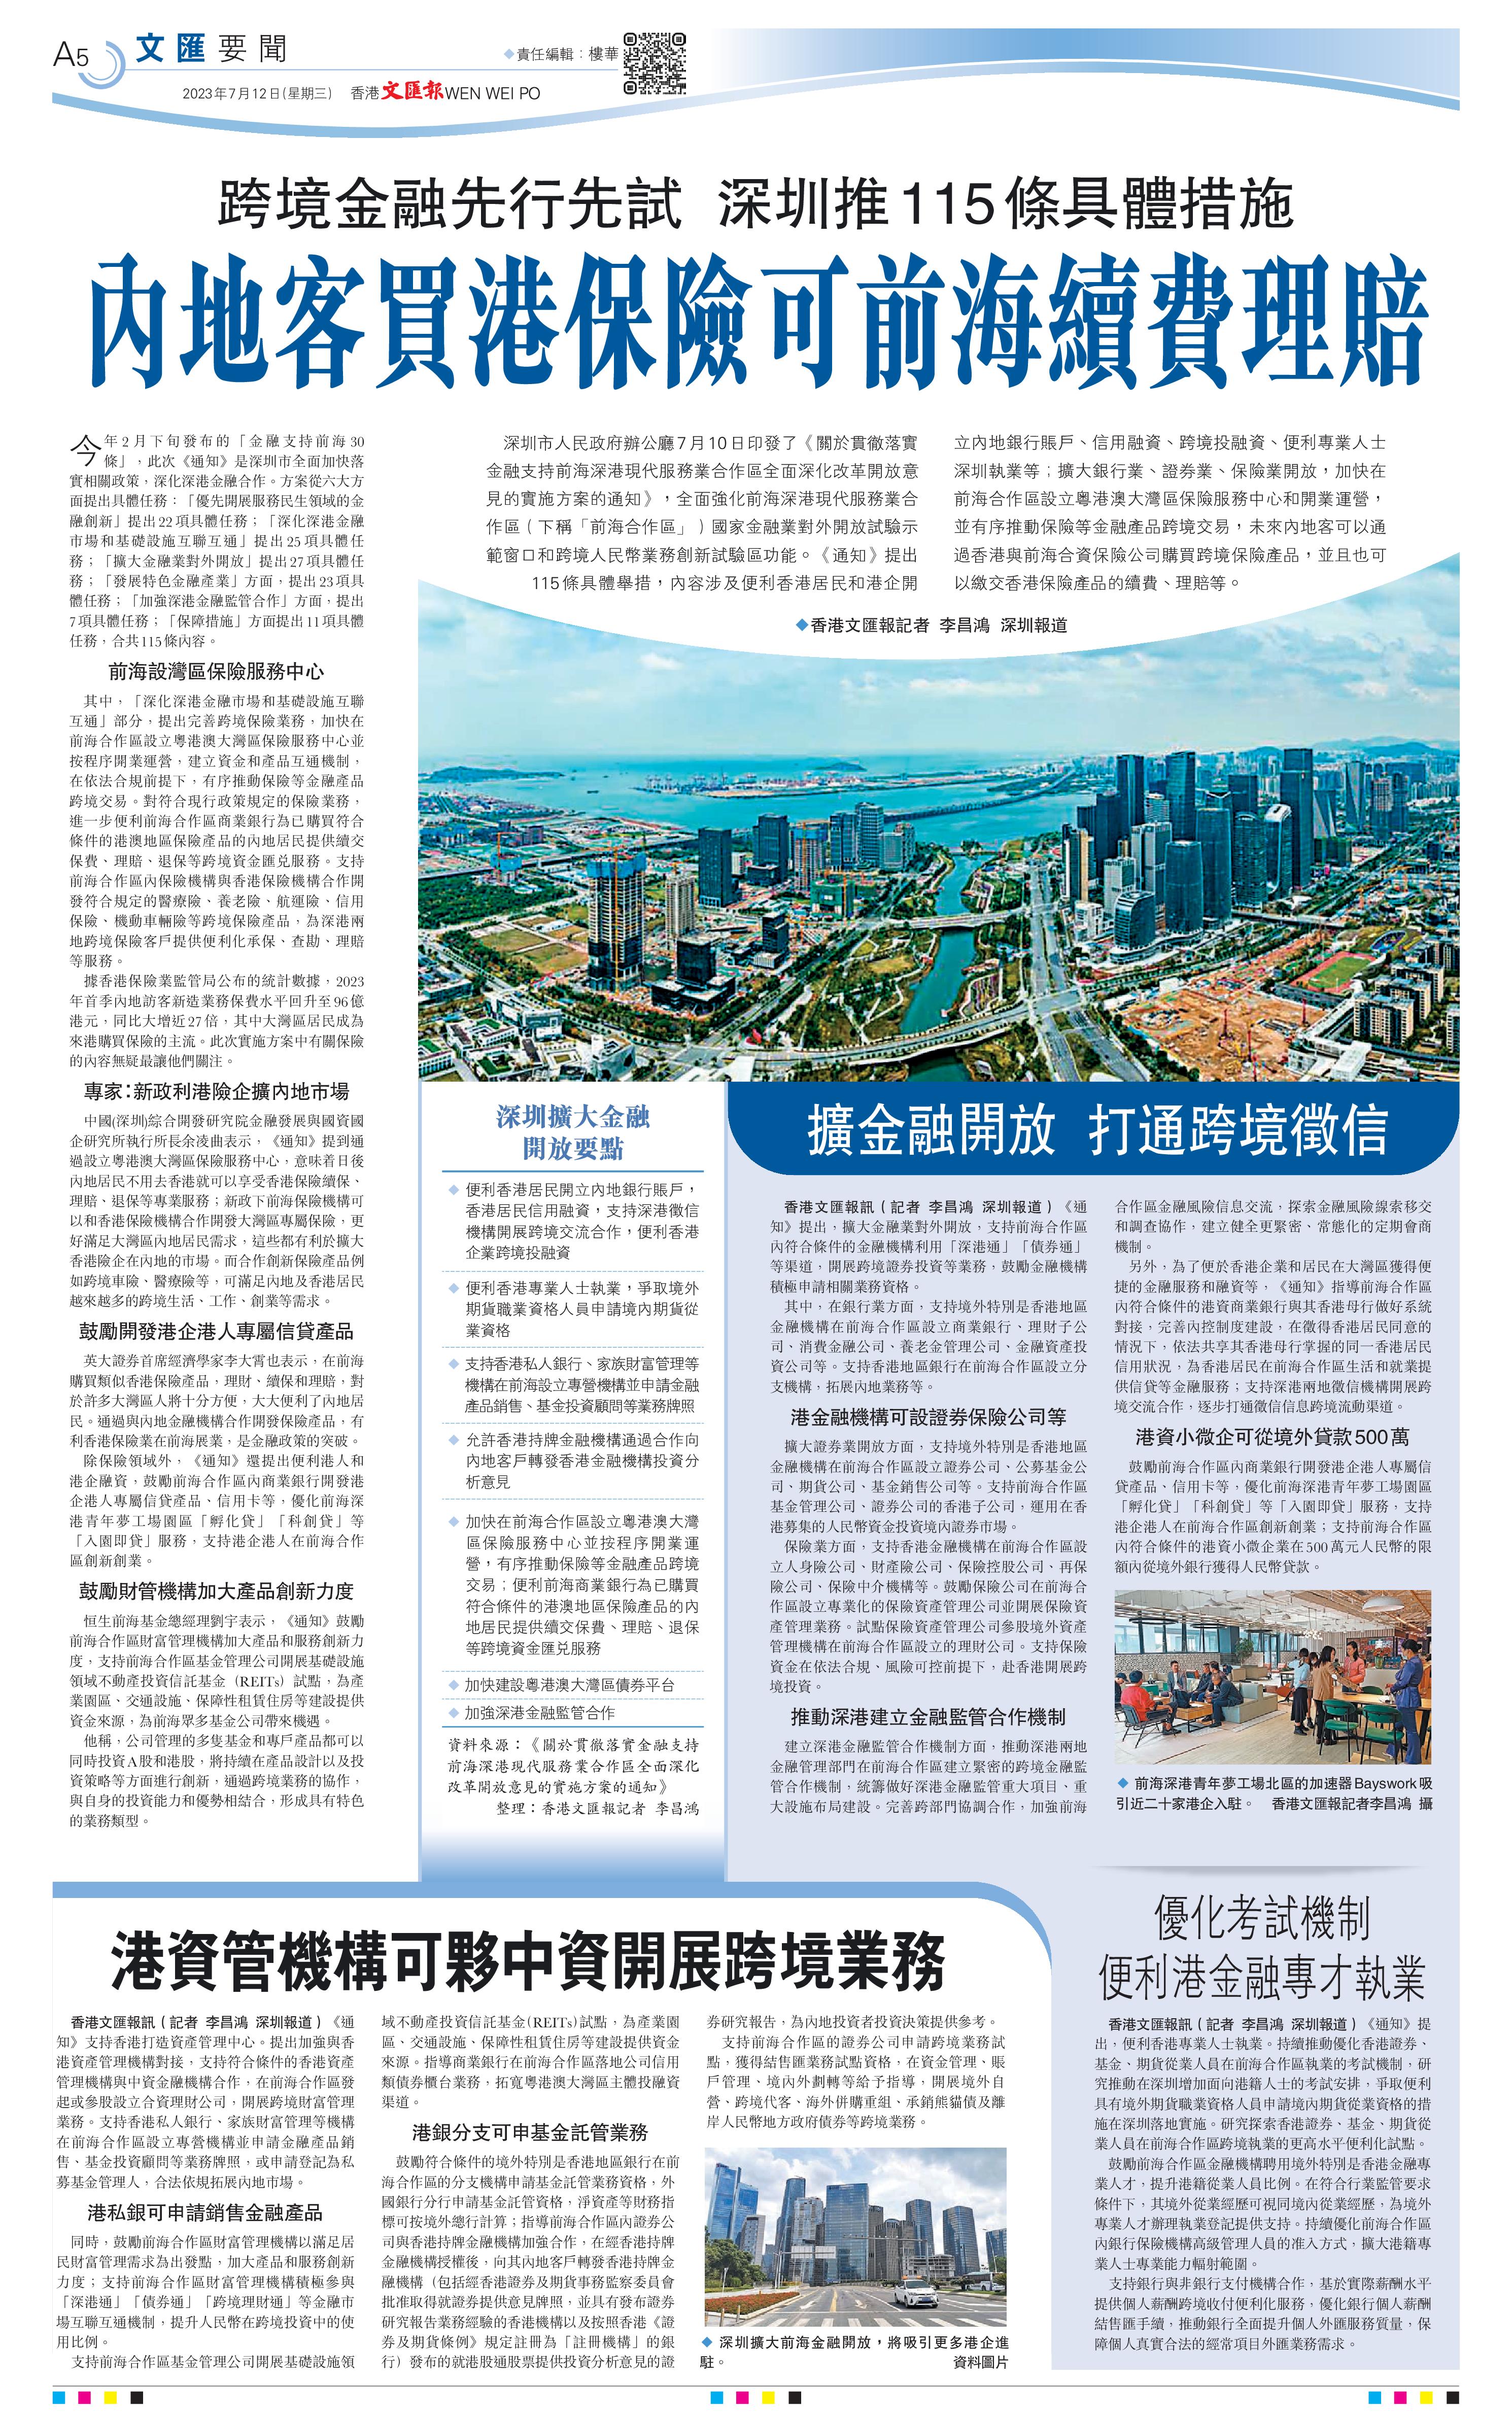 A5
文匯要聞
◆責任編輯：樓華
2023年7月12日(星期三) 香港文匯報WEN WEI PO
跨境金融先行先試 深圳推115條具體措施
內地客買港保險可前海續費理賠
深圳市人民政府辦公廳7月10日印發了《關於貫徹落實
金融支持前海深港現代服務業合作區全面深化改革開放意
見的實施方案的通知》，全面強化前海深港現代服務業合
作區（下稱「前海合作區」）國家金融業對外開放試驗示
範窗口和跨境人民幣業務創新試驗區功能。《通知》提出
115條具體舉措，內容涉及便利香港居民和港企開
立內地銀行賬戶、信用融資、跨境投融資、便利專業人士
深圳執業等；擴大銀行業、證券業、保險業開放，加快在
前海合作區設立粵港澳大灣區保險服務中心和開業運營，
並有序推動保險等金融產品跨境交易，未來內地客可以通
過香港與前海合資保險公司購買跨境保險產品，並且也可
以繳交香港保險產品的續費、理賠等。
◆香港文匯報記者 李昌鴻 深圳報道
今年2月下旬發布的「金融支持前海30
條」，此次《通知》是深圳市全面加快落
實相關政策，深化深港金融合作。方案從六大方
面提出具體任務：「優先開展服務民生領域的金
融創新」提出22項具體任務；「深化深港金融
市場和基礎設施互聯互通」提出25項具體任
務；「擴大金融業對外開放」提出27項具體任
務；「發展特色金融產業」方面，提出23項具
體任務；「加強深港金融監管合作」方面，提出
7項具體任務；「保障措施」方面提出11項具體
任務，合共115條內容。
前海設灣區保險服務中心
其中，「深化深港金融市場和基礎設施互聯
互通」部分，提出完善跨境保險業務，加快在
前海合作區設立粵港澳大灣區保險服務中心並
按程序開業運營，建立資金和產品互通機制，
在依法合規前提下，有序推動保險等金融產品
跨境交易。對符合現行政策規定的保險業務，
進一步便利前海合作區商業銀行為已購買符合
條件的港澳地區保險產品的內地居民提供續交
保費、理賠、退保等跨境資金匯兌服務。支持
前海合作區內保險機構與香港保險機構合作開
發符合規定的醫療險、養老險、航運險、信用
保險、機動車輛險等跨境保險產品，為深港兩
地跨境保險客戶提供便利化承保、查勘、理賠
等服務。
據香港保險業監管局公布的統計數據，2023
年首季內地訪客新造業務保費水平回升至96億
港元，同比大增近27倍，其中大灣區居民成為
來港購買保險的主流。此次實施方案中有關保險
的內容無疑最讓他們關注。
專家：新政利港險企擴內地市場
中國(深圳)綜合開發研究院金融發展與國資國
企研究所執行所長余凌曲表示，《通知》提到通
過設立粵港澳大灣區保險服務中心，意味着日後
內地居民不用去香港就可以享受香港保險續保、
理賠、退保等專業服務；新政下前海保險機構可
以和香港保險機構合作開發大灣區專屬保險，更
好滿足大灣區內地居民需求，這些都有利於擴大
香港險企在內地的市場。而合作創新保險產品例
如跨境車險、醫療險等，可滿足內地及香港居民
越來越多的跨境生活、工作、創業等需求。
鼓勵開發港企港人專屬信貸產品
英大證券首席經濟學家李大霄也表示，在前海
購買類似香港保險產品，理財、續保和理賠，對
於許多大灣區人將十分方便，大大便利了內地居
民。通過與內地金融機構合作開發保險產品，有
利香港保險業在前海展業，是金融政策的突破。
除保險領域外，《通知》還提出便利港人和
港企融資，鼓勵前海合作區內商業銀行開發港
企港人專屬信貸產品、信用卡等，優化前海深
港青年夢工場園區「孵化貸」「科創貸」等
「入園即貸」服務，支持港企港人在前海合作
區創新創業。
鼓勵財管機構加大產品創新力度
恒生前海基金總經理劉宇表示，《通知》鼓勵
前海合作區財富管理機構加大產品和服務創新力
度，支持前海合作區基金管理公司開展基礎設施
領域不動產投資信託基金（REITs）試點，為產
業園區、交通設施、保障性租賃住房等建設提供
資金來源，為前海眾多基金公司帶來機遇。
他稱，公司管理的多隻基金和專戶產品都可以
同時投資A股和港股，將持續在產品設計以及投
資策略等方面進行創新，通過跨境業務的協作，
與自身的投資能力和優勢相結合，形成具有特色
的業務類型。
深圳擴大金融
開放要點
◆便利香港居民開立內地銀行賬戶，
香港居民信用融資，支持深港徵信
機構開展跨境交流合作，便利香港
企業跨境投融資
◆便利香港專業人士執業，爭取境外
期貨職業資格人員申請境內期貨從
業資格
◆支持香港私人銀行、家族財富管理等
機構在前海設立專營機構並申請金融
產品銷售、基金投資顧問等業務牌照
◆允許香港持牌金融機構通過合作向
內地客戶轉發香港金融機構投資分
析意見
◆加快在前海合作區設立粵港澳大灣
區保險服務中心並按程序開業運
營，有序推動保險等金融產品跨境
交易；便利前海商業銀行為已購買
符合條件的港澳地區保險產品的內
地居民提供續交保費、理賠、退保
等跨境資金匯兌服務
◆加快建設粵港澳大灣區債券平台
◆加強深港金融監管合作
資料來源：《關於貫徹落實金融支持
前海深港現代服務業合作區全面深化
改革開放意見的實施方案的通知》
整理：香港文匯報記者 李昌鴻
擴金融開放 打通跨境徵信
香港文匯報訊（記者 李昌鴻 深圳報道）《通
知》提出，擴大金融業對外開放，支持前海合作區
內符合條件的金融機構利用「深港通」「債券通」
等渠道，開展跨境證券投資等業務，鼓勵金融機構
積極申請相關業務資格。
其中，在銀行業方面，支持境外特別是香港地區
金融機構在前海合作區設立商業銀行、理財子公
司、消費金融公司、養老金管理公司、金融資產投
資公司等。支持香港地區銀行在前海合作區設立分
支機構，拓展內地業務等。
港金融機構可設證券保險公司等
擴大證券業開放方面，支持境外特別是香港地區
金融機構在前海合作區設立證券公司、公募基金公
司、期貨公司、基金銷售公司等。支持前海合作區
基金管理公司、證券公司的香港子公司，運用在香
港募集的人民幣資金投資境內證券市場。
保險業方面，支持香港金融機構在前海合作區設
立人身險公司、財產險公司、保險控股公司、再保
險公司、保險中介機構等。鼓勵保險公司在前海合
作區設立專業化的保險資產管理公司並開展保險資
產管理業務。試點保險資產管理公司參股境外資產
管理機構在前海合作區設立的理財公司。支持保險
資金在依法合規、風險可控前提下，赴香港開展跨
境投資。
推動深港建立金融監管合作機制
建立深港金融監管合作機制方面，推動深港兩地
金融管理部門在前海合作區建立緊密的跨境金融監
管合作機制，統籌做好深港金融監管重大項目、重
大設施布局建設。完善跨部門協調合作，加強前海
合作區金融風險信息交流，探索金融風險線索移交
和調查協作，建立健全更緊密、常態化的定期會商
機制。
另外，為了便於香港企業和居民在大灣區獲得便
捷的金融服務和融資等，《通知》指導前海合作區
內符合條件的港資商業銀行與其香港母行做好系統
對接，完善內控制度建設，在徵得香港居民同意的
情況下，依法共享其香港母行掌握的同一香港居民
信用狀況，為香港居民在前海合作區生活和就業提
供信貸等金融服務；支持深港兩地徵信機構開展跨
境交流合作，逐步打通徵信信息跨境流動渠道。
港資小微企可從境外貸款500萬
鼓勵前海合作區內商業銀行開發港企港人專屬信
貸產品、信用卡等，優化前海深港青年夢工場園區
「孵化貸」「科創貸」等「入園即貸」服務，支持
港企港人在前海合作區創新創業；支持前海合作區
內符合條件的港資小微企業在500萬元人民幣的限
額內從境外銀行獲得人民幣貸款。
◆前海深港青年夢工場北區的加速器Bayswork吸
引近二十家港企入駐。 香港文匯報記者李昌鴻 攝
港資管機構可夥中資開展跨境業務
香港文匯報訊（記者 李昌鴻 深圳報道）《通
知》支持香港打造資產管理中心。提出加強與香
港資產管理機構對接，支持符合條件的香港資產
管理機構與中資金融機構合作，在前海合作區發
起或參股設立合資理財公司，開展跨境財富管理
業務。支持香港私人銀行、家族財富管理等機構
在前海合作區設立專營機構並申請金融產品銷
售、基金投資顧問等業務牌照，或申請登記為私
募基金管理人，合法依規拓展內地市場。
港私銀可申請銷售金融產品
同時，鼓勵前海合作區財富管理機構以滿足居
民財富管理需求為出發點，加大產品和服務創新
力度；支持前海合作區財富管理機構積極參與
「深港通」「債券通」「跨境理財通」等金融市
場互聯互通機制，提升人民幣在跨境投資中的使
用比例。
支持前海合作區基金管理公司開展基礎設施領
域不動產投資信託基金(REITs)試點，為產業園
區、交通設施、保障性租賃住房等建設提供資金
來源。指導商業銀行在前海合作區落地公司信用
類債券櫃台業務，拓寬粵港澳大灣區主體投融資
渠道。
港銀分支可申基金託管業務
鼓勵符合條件的境外特別是香港地區銀行在前
海合作區的分支機構申請基金託管業務資格，外
國銀行分行申請基金託管資格，淨資產等財務指
標可按境外總行計算；指導前海合作區內證券公
司與香港持牌金融機構加強合作，在經香港持牌
金融機構授權後，向其內地客戶轉發香港持牌金
融機構（包括經香港證券及期貨事務監察委員會
批准取得就證券提供意見牌照，並具有發布證券
研究報告業務經驗的香港機構以及按照香港《證
券及期貨條例》規定註冊為「註冊機構」的銀
行）發布的就港股通股票提供投資分析意見的證
券研究報告，為內地投資者投資決策提供參考。
支持前海合作區的證券公司申請跨境業務試
點，獲得結售匯業務試點資格，在資金管理、賬
戶管理、境內外劃轉等給予指導，開展境外自
營、跨境代客、海外併購重組、承銷熊貓債及離
岸人民幣地方政府債券等跨境業務。
◆深圳擴大前海金融開放，將吸引更多港企進
駐。 資料圖片
優化考試機制
便利港金融專才執業
香港文匯報訊（記者 李昌鴻 深圳報道）《通知》提
出，便利香港專業人士執業。持續推動優化香港證券、
基金、期貨從業人員在前海合作區執業的考試機制，研
究推動在深圳增加面向港籍人士的考試安排，爭取便利
具有境外期貨職業資格人員申請境內期貨從業資格的措
施在深圳落地實施。研究探索香港證券、基金、期貨從
業人員在前海合作區跨境執業的更高水平便利化試點。
鼓勵前海合作區金融機構聘用境外特別是香港金融專
業人才，提升港籍從業人員比例。在符合行業監管要求
條件下，其境外從業經歷可視同境內從業經歷，為境外
專業人才辦理執業登記提供支持。持續優化前海合作區
內銀行保險機構高級管理人員的准入方式，擴大港籍專
業人士專業能力輻射範圍。
支持銀行與非銀行支付機構合作，基於實際薪酬水平
提供個人薪酬跨境收付便利化服務，優化銀行個人薪酬
結售匯手續，推動銀行全面提升個人外匯服務質量，保
障個人真實合法的經常項目外匯業務需求。